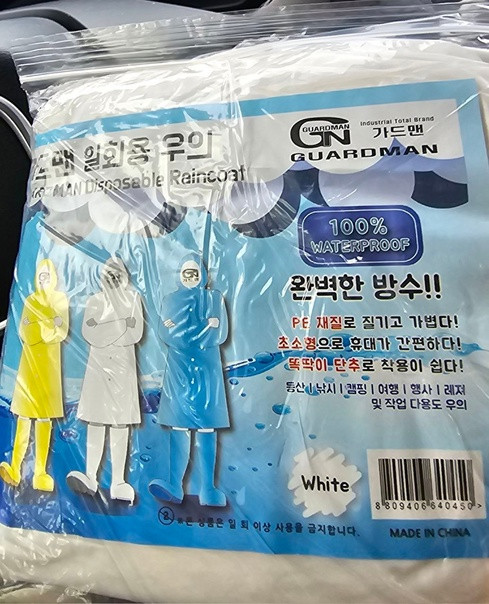 GUARDMAN
GN
Industrial Total Brand
가드맨
GUARDMAN
드맨 일회용 우의
MAN Disposable Raincoat
100%
WATERPROOF
완벽한 방수!!
PE 재질로 질기고 가볍다!
초소형으로 휴대가 간편하다!
똑딱이 단추로 착용이 쉽다!
등산 | 낚시 | 캠핑 | 여행 | 행사 | 레져
및 작업 다용도 우의
White
8 809406 640450 >
상품은 일 회 이상 사용을 금지합니다.
MADE IN CHINA